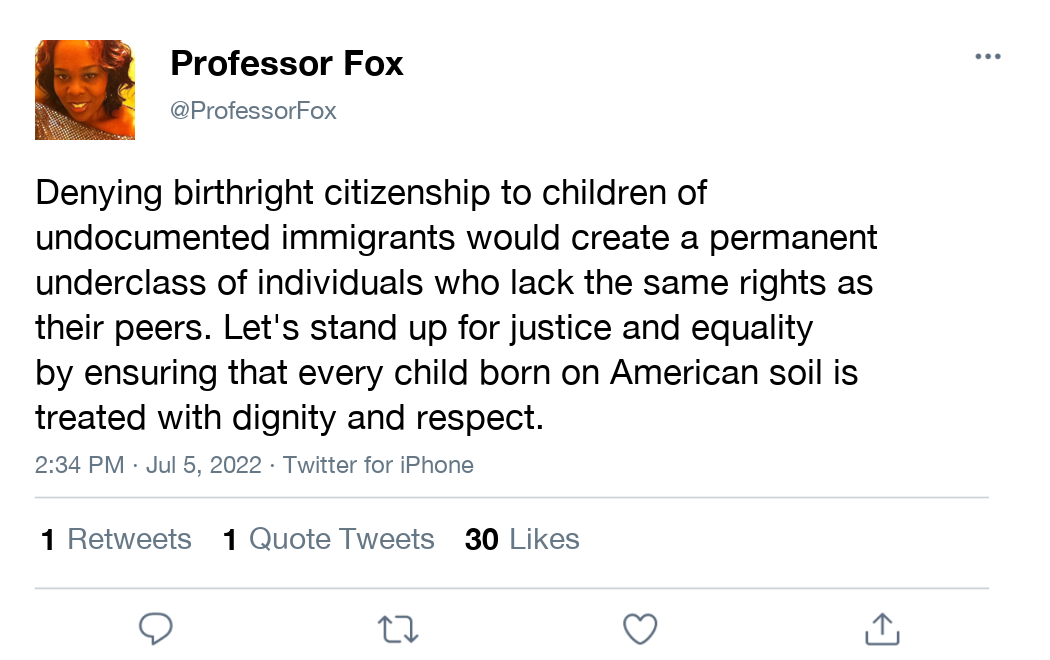 Professor Fox
@ProfessorFox
Denying birthright citizenship to children of
undocumented immigrants would create a permanent
underclass of individuals who lack the same rights as
their peers. Let's stand up for justice and equality
by ensuring that every child born on American soil is
treated with dignity and respect.
2:34 PM · Jul 5, 2022 · Twitter for iPhone
1 Retweets 1 Quote Tweets 30 Likes